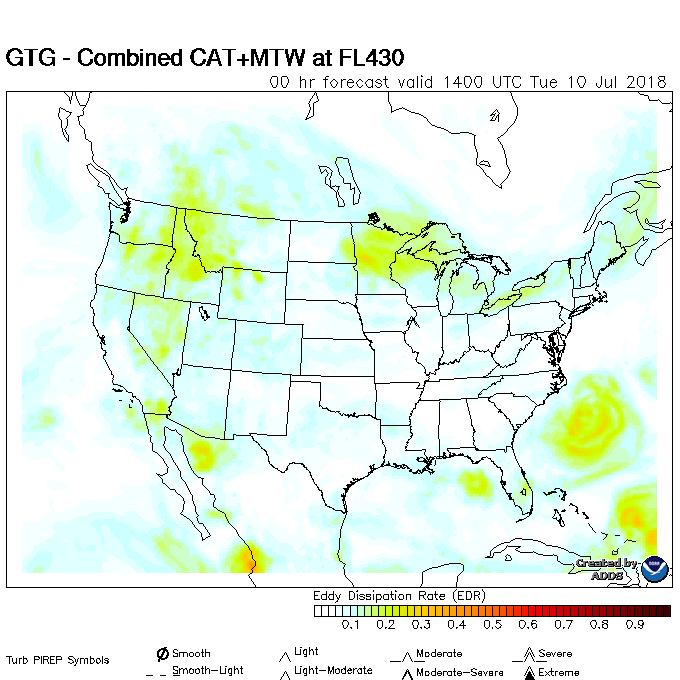 GTG - Combined CAT+MTW at FL430
00 hr forecast valid 1400 UTC Tue 10 Jul 2018
Created by
ADDS
Eddy Dissipation Rate (EDR)
0.1 0.2 0.3 0.4 0.5 0.6 0.7 0.8 0.9
Turb PIREP Symbols
Smooth Light Moderate Severe
Smooth-Light Light-Moderate Moderate-Severe Extreme